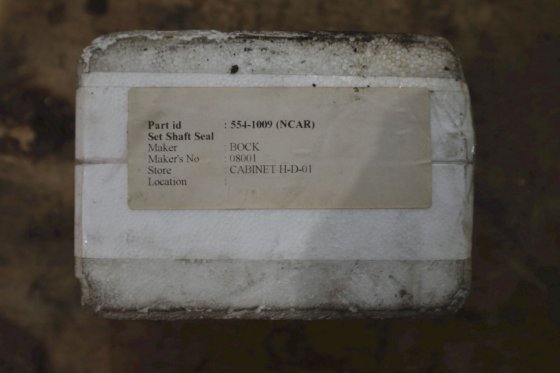 Part id : 554-1009 (NCAR)
Set Shaft Seal
Maker : BOCK
Maker's No : 08001
Store : CABINET H-D-01
Location :